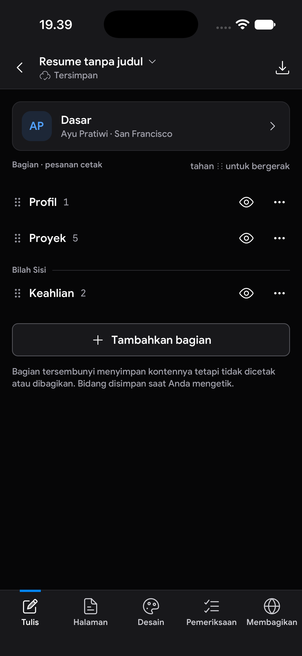 19.39
Resume tanpa judul
Tersimpan
AP
Dasar
Ayu Pratiwi · San Francisco
Bagian · pesanan cetak
tahan ⠿ untuk bergerak
Profil 1
Proyek 5
Bilah Sisi
Keahlian 2
+ Tambahkan bagian
Bagian tersembunyi menyimpan kontennya tetapi tidak dicetak
atau dibagikan. Bidang disimpan saat Anda mengetik.
Tulis
Halaman
Desain
Pemeriksaan
Membagikan